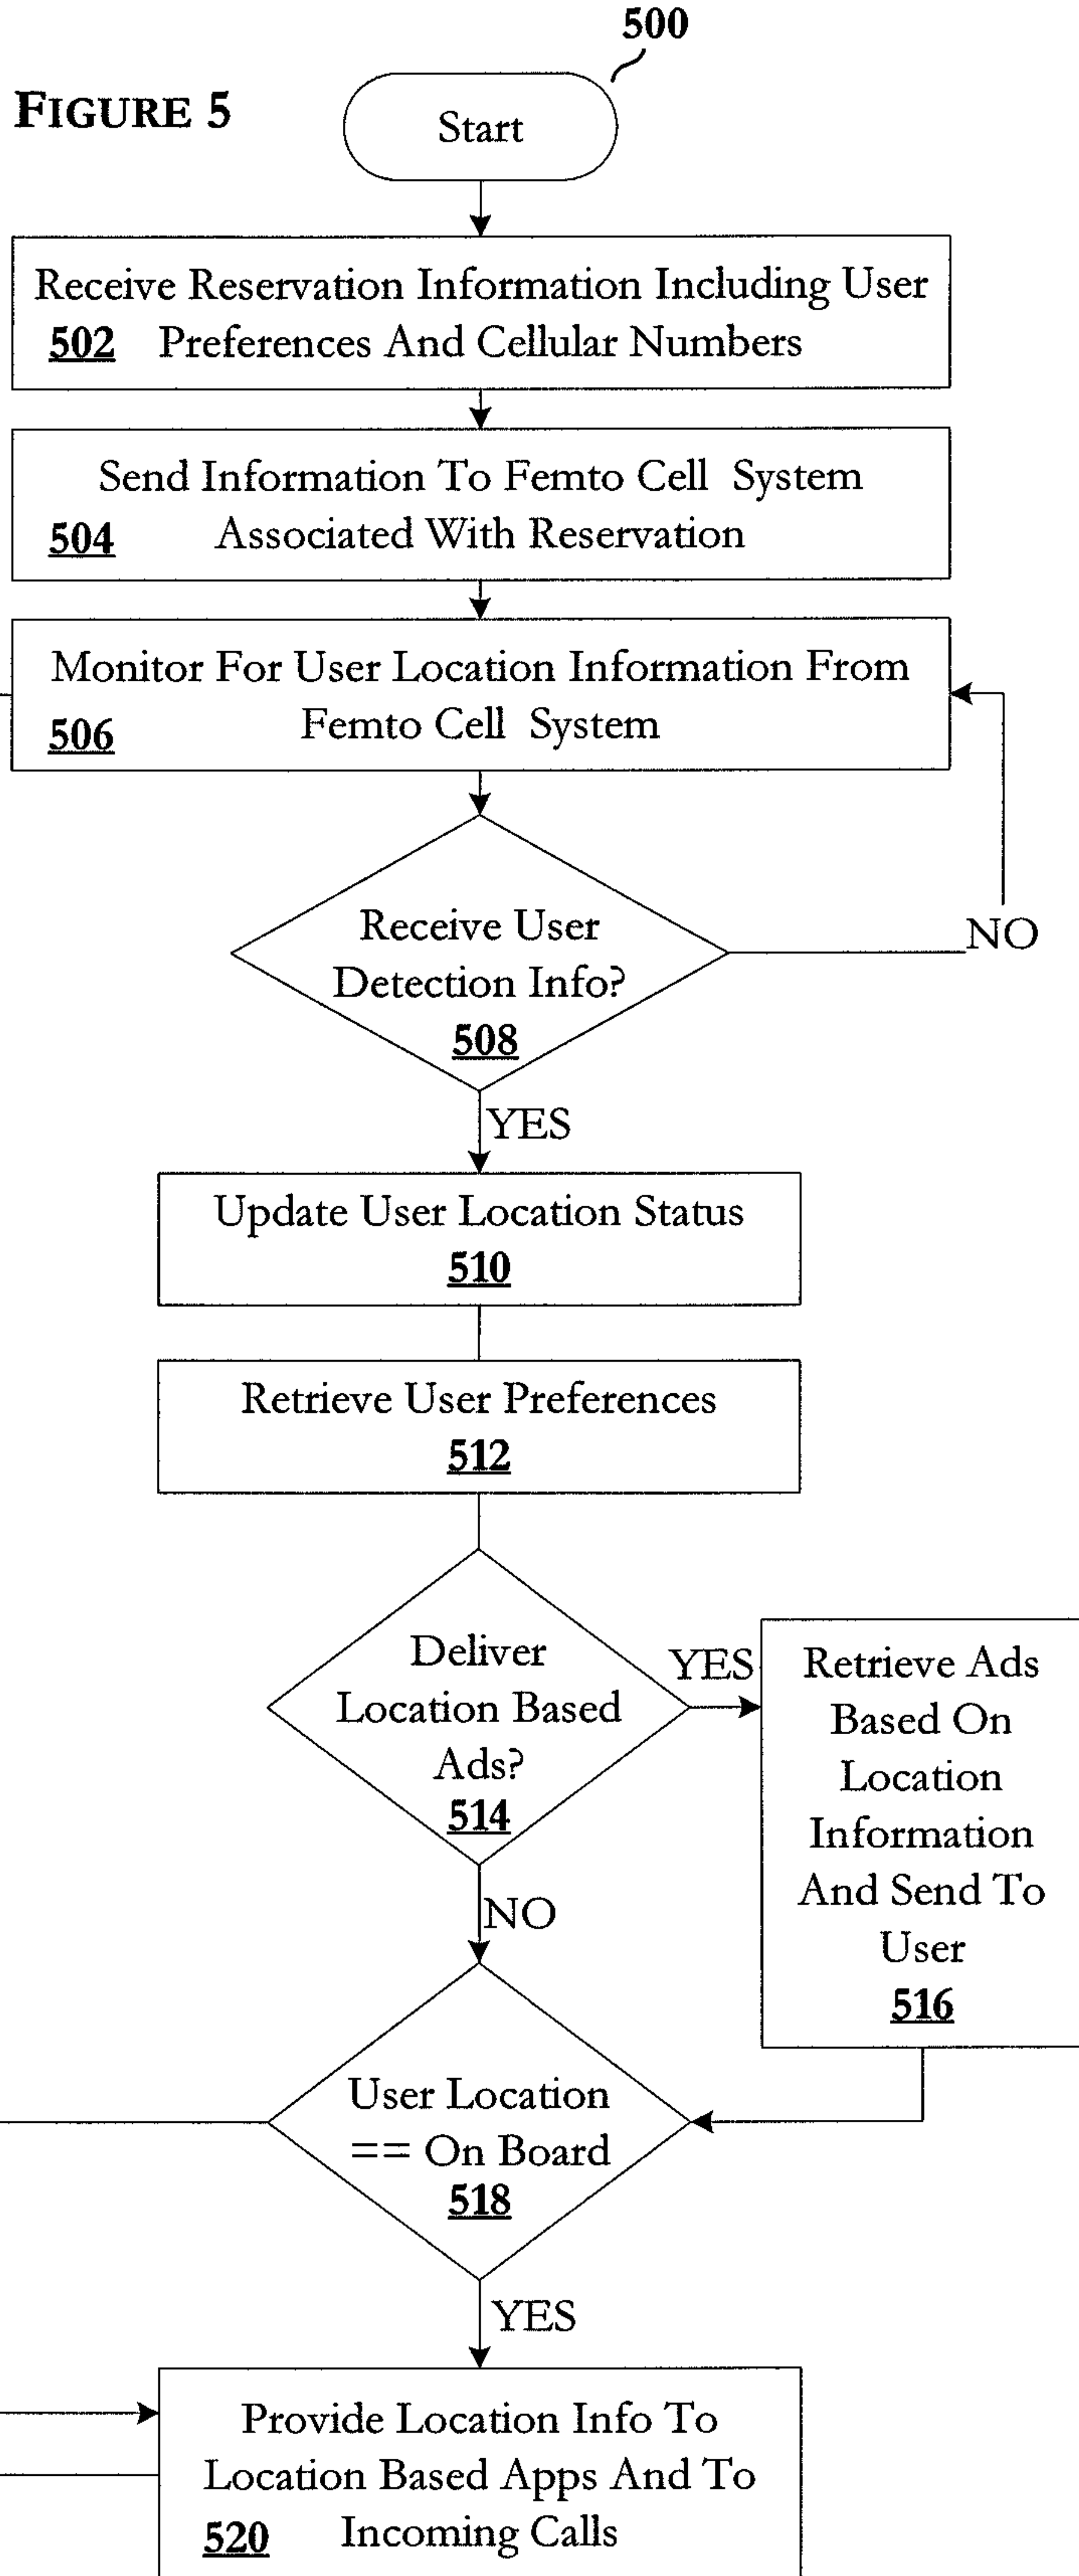 500
FIGURE 5
Start
Receive Reservation Information Including User
502 Preferences And Cellular Numbers
Send Information To Femto Cell System
504 Associated With Reservation
Monitor For User Location Information From
506 Femto Cell System
Receive User
Detection Info?
508
NO
YES
Update User Location Status
510
Retrieve User Preferences
512
Deliver
Location Based
Ads?
514
YES
Retrieve Ads
Based On
Location
Information
And Send To
User
516
NO
User Location
== On Board
518
YES
Provide Location Info To
Location Based Apps And To
520 Incoming Calls